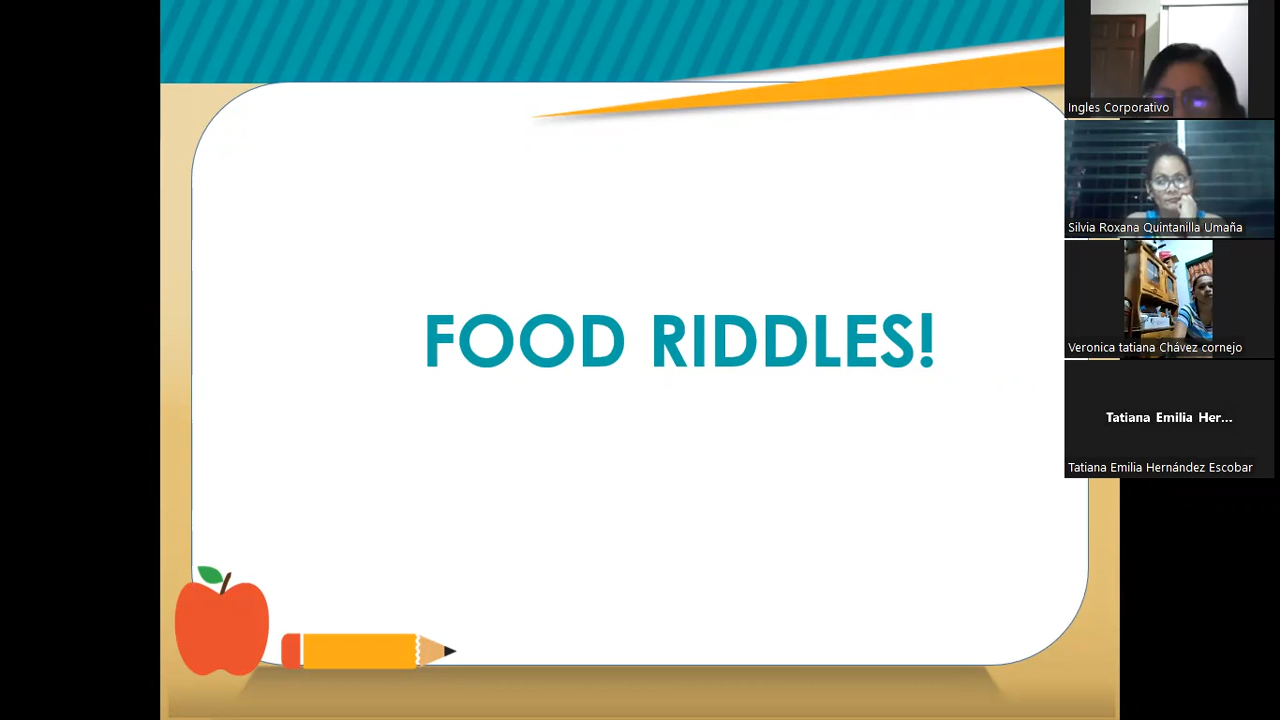 FOOD RIDDLES!
Ingles Corporativo
Silvia Roxana Quintanilla Umaña
Veronica tatiana Chávez cornejo
Tatiana Emilia Her...
Tatiana Emilia Hernández Escobar